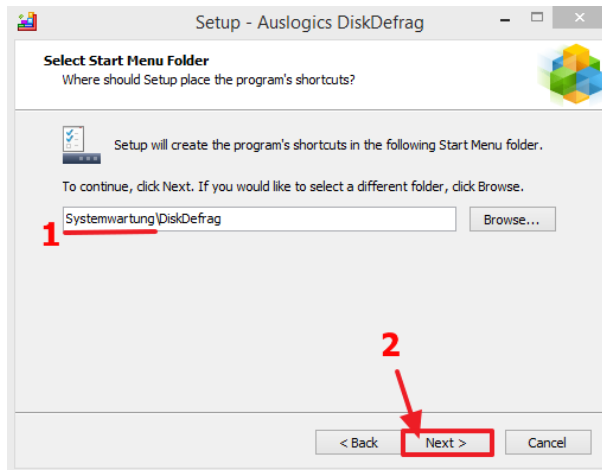 Setup - Auslogics DiskDefrag
Select Start Menu Folder
Where should Setup place the program's shortcuts?
Setup will create the program's shortcuts in the following Start Menu folder.
To continue, click Next. If you would like to select a different folder, click Browse.
Systemwartung\DiskDefrag Browse...
1
2
< Back Next > Cancel